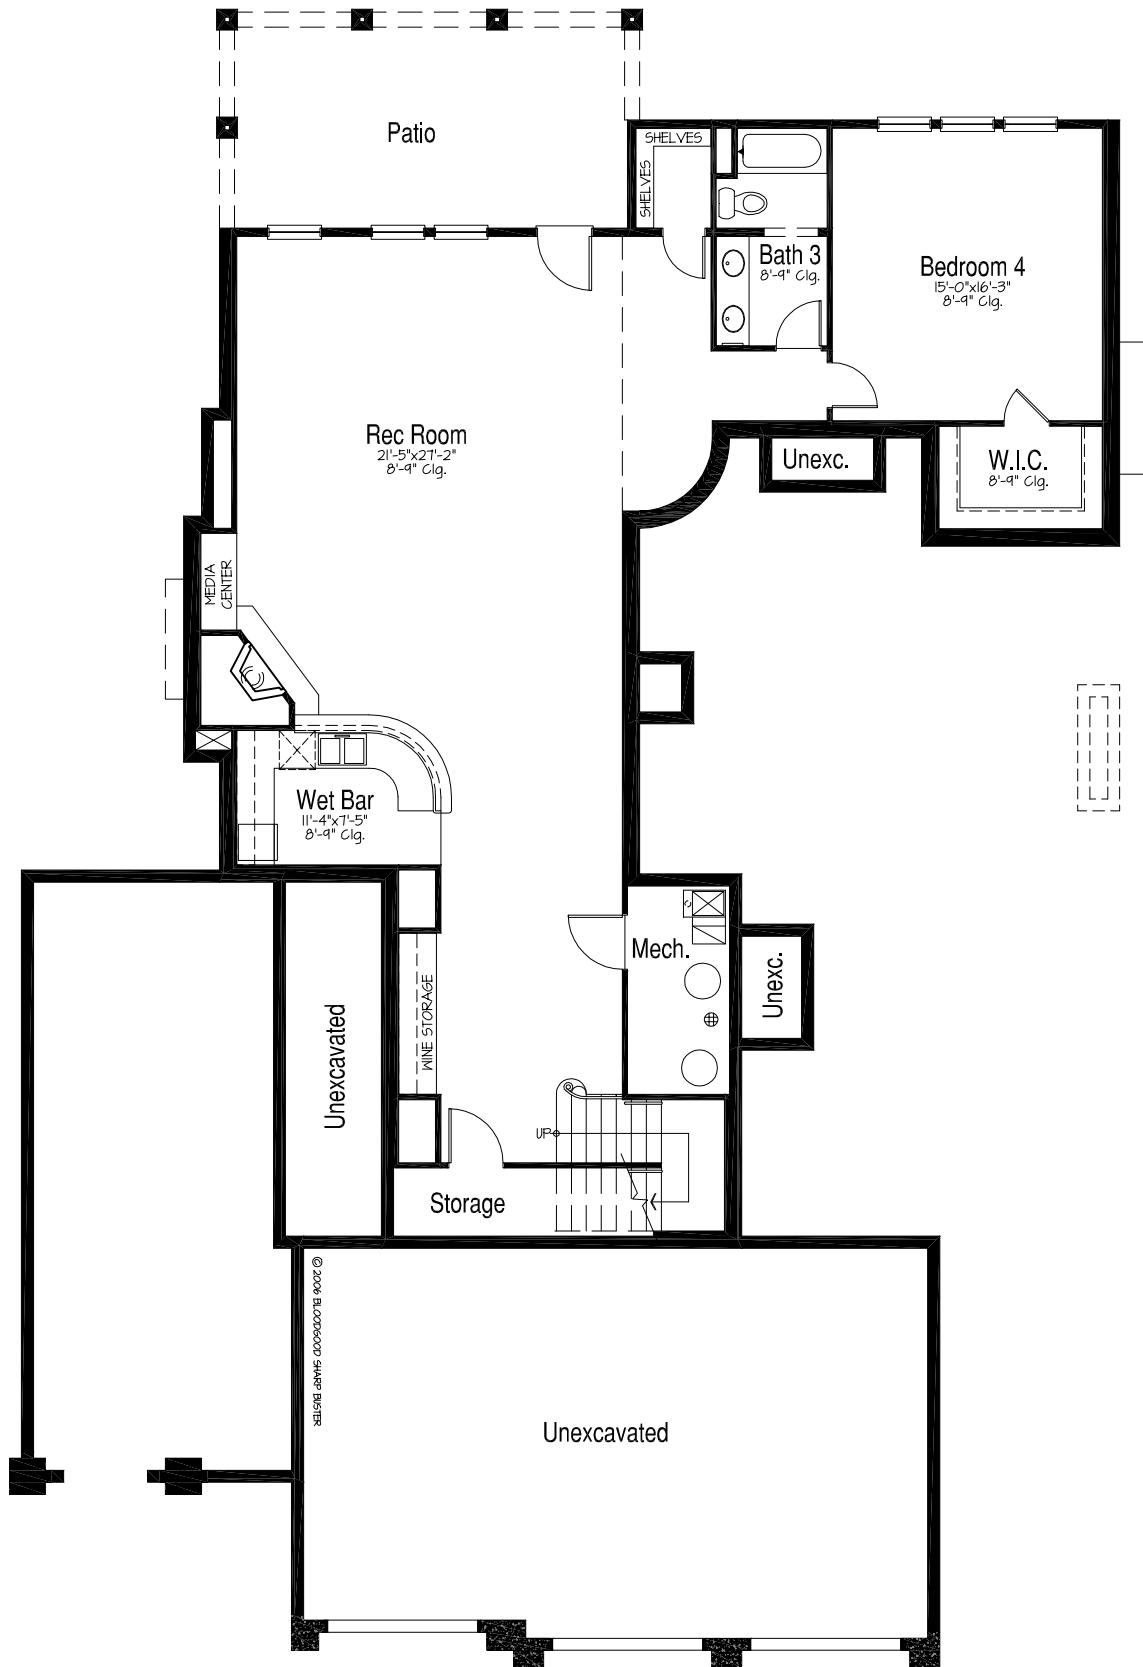 Patio
SHELVES
SHELVES
Bath 3
8'-9" Clg.
Bedroom 4
15'-0"x16'-3"
8'-9" Clg.
Rec Room
21'-5"x27'-2"
8'-9" Clg.
Unexc.
W.I.C.
8'-9" Clg.
MEDIA
CENTER
Wet Bar
11'-4"x7'-5"
8'-9" Clg.
Mech.
Unexc.
WINE STORAGE
Unexcavated
UP
Storage
© 2006 BLOODGOOD SHARP BUSTER
Unexcavated